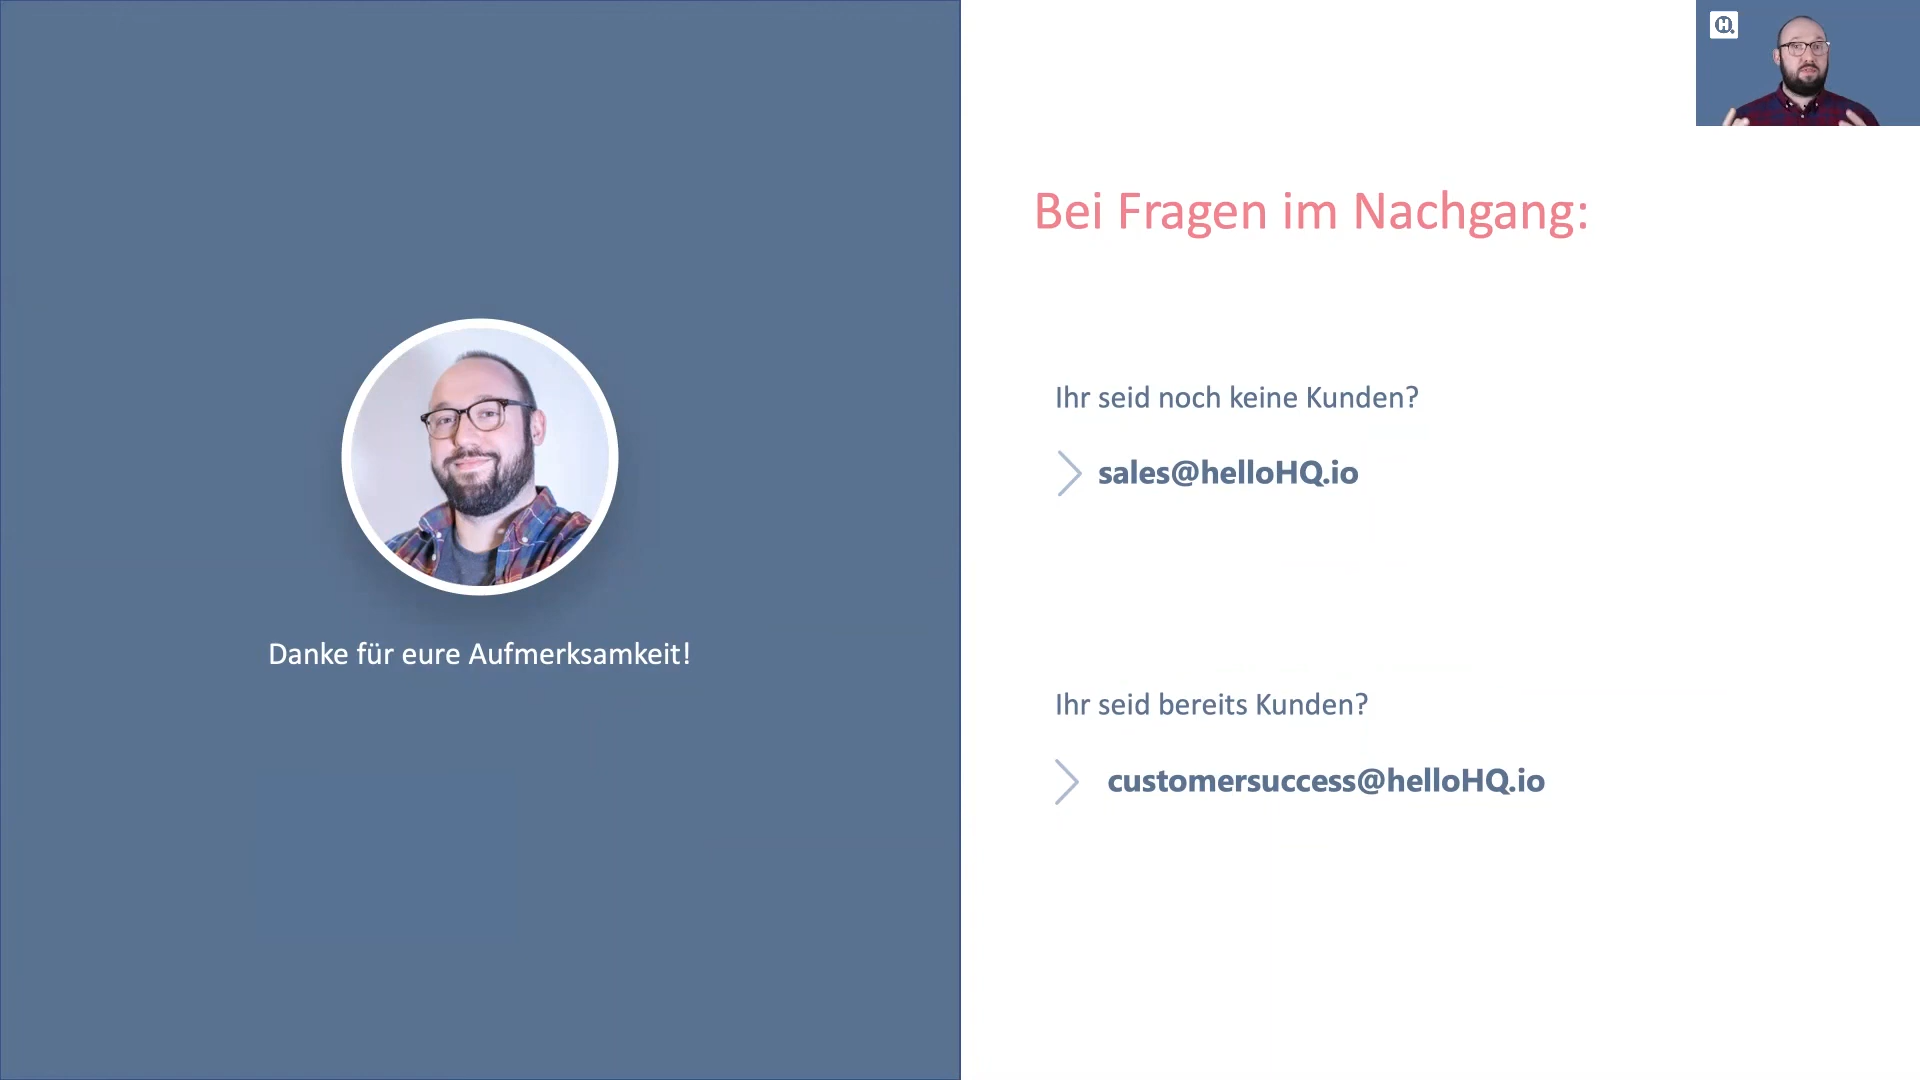 Danke für eure Aufmerksamkeit!
Bei Fragen im Nachgang:
Ihr seid noch keine Kunden?
sales@helloHQ.io
Ihr seid bereits Kunden?
customersuccess@helloHQ.io